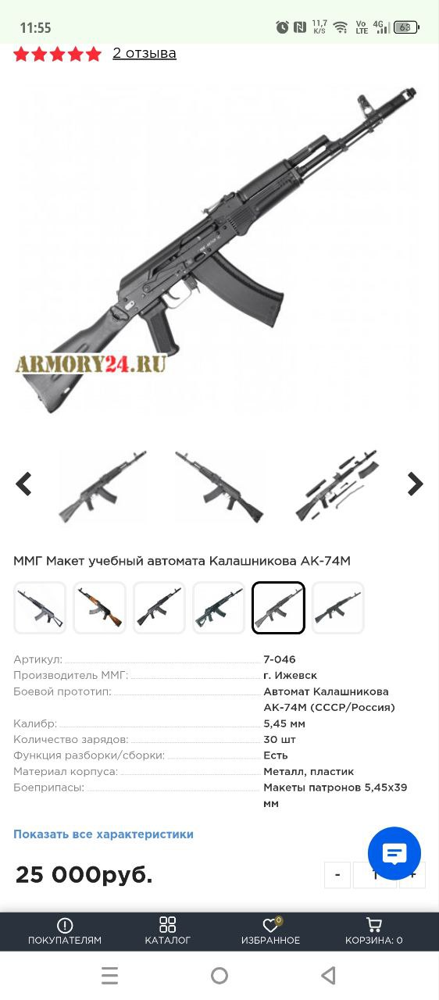 11:55
11,7
K/S
Vo
LTE
4G
63
2 отзыва
ARMORY24.RU
ММГ Макет учебный автомата Калашникова АК-74М
Артикул: 7-046
Производитель ММГ: г. Ижевск
Боевой прототип: Автомат Калашникова
АК-74М (СССР/Россия)
Калибр: 5,45 мм
Количество зарядов: 30 шт
Функция разборки/сборки: Есть
Материал корпуса: Металл, пластик
Боеприпасы: Макеты патронов 5,45х39
мм
Показать все характеристики
25 000руб.
- 1 +
0
ПОКУПАТЕЛЯМ КАТАЛОГ ИЗБРАННОЕ КОРЗИНА: 0